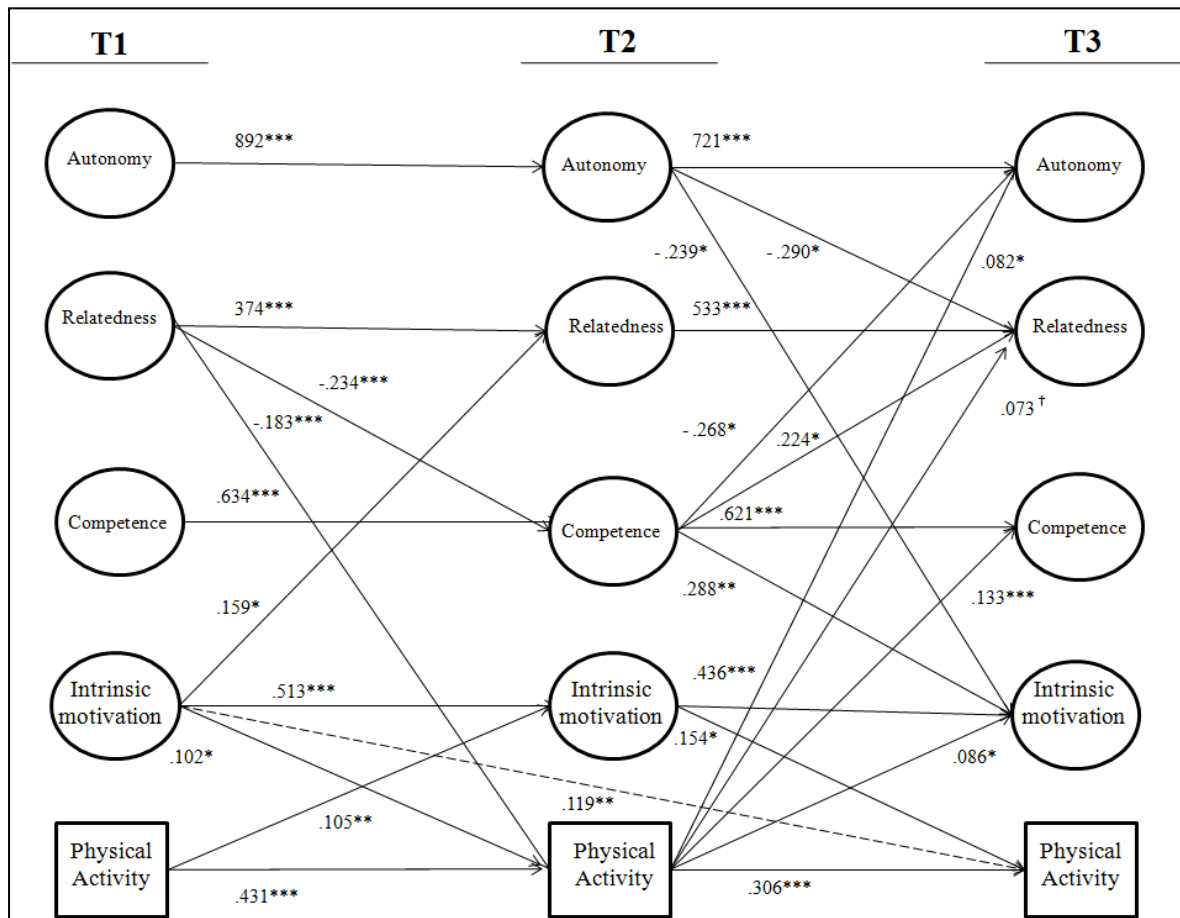 T1 T2 T3
892*** 721***
Autonomy Autonomy Autonomy
- .239* - .290* .082*
374*** 533***
Relatedness Relatedness Relatedness
-.234***
-.183*** .073†
- .268* .224*
.634*** .621***
Competence Competence Competence
.288** .133***
.159*
.513*** .436***
Intrinsic Intrinsic Intrinsic
motivation motivation motivation
.102* .154* .086*
.119**
.105**
Physical Physical Physical
Activity Activity Activity
.431*** .306***